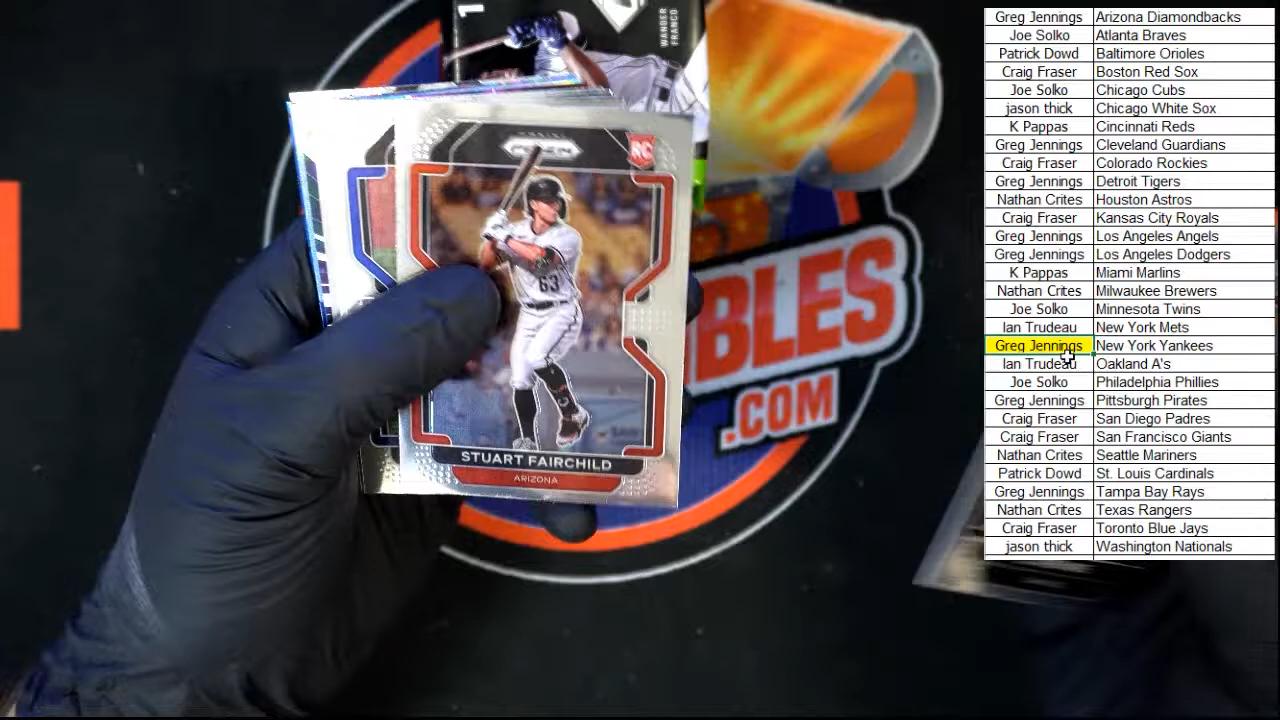 1
WANDER
FRANCO
PANINI
PRIZM
RC
63
STUART FAIRCHILD
ARIZONA
BLES
.COM
Greg Jennings Arizona Diamondbacks
Joe Solko Atlanta Braves
Patrick Dowd Baltimore Orioles
Craig Fraser Boston Red Sox
Joe Solko Chicago Cubs
jason thick Chicago White Sox
K Pappas Cincinnati Reds
Greg Jennings Cleveland Guardians
Craig Fraser Colorado Rockies
Greg Jennings Detroit Tigers
Nathan Crites Houston Astros
Craig Fraser Kansas City Royals
Greg Jennings Los Angeles Angels
Greg Jennings Los Angeles Dodgers
K Pappas Miami Marlins
Nathan Crites Milwaukee Brewers
Joe Solko Minnesota Twins
Ian Trudeau New York Mets
Greg Jennings New York Yankees
Ian Trudeau Oakland A's
Joe Solko Philadelphia Phillies
Greg Jennings Pittsburgh Pirates
Craig Fraser San Diego Padres
Craig Fraser San Francisco Giants
Nathan Crites Seattle Mariners
Patrick Dowd St. Louis Cardinals
Greg Jennings Tampa Bay Rays
Nathan Crites Texas Rangers
Craig Fraser Toronto Blue Jays
jason thick Washington Nationals